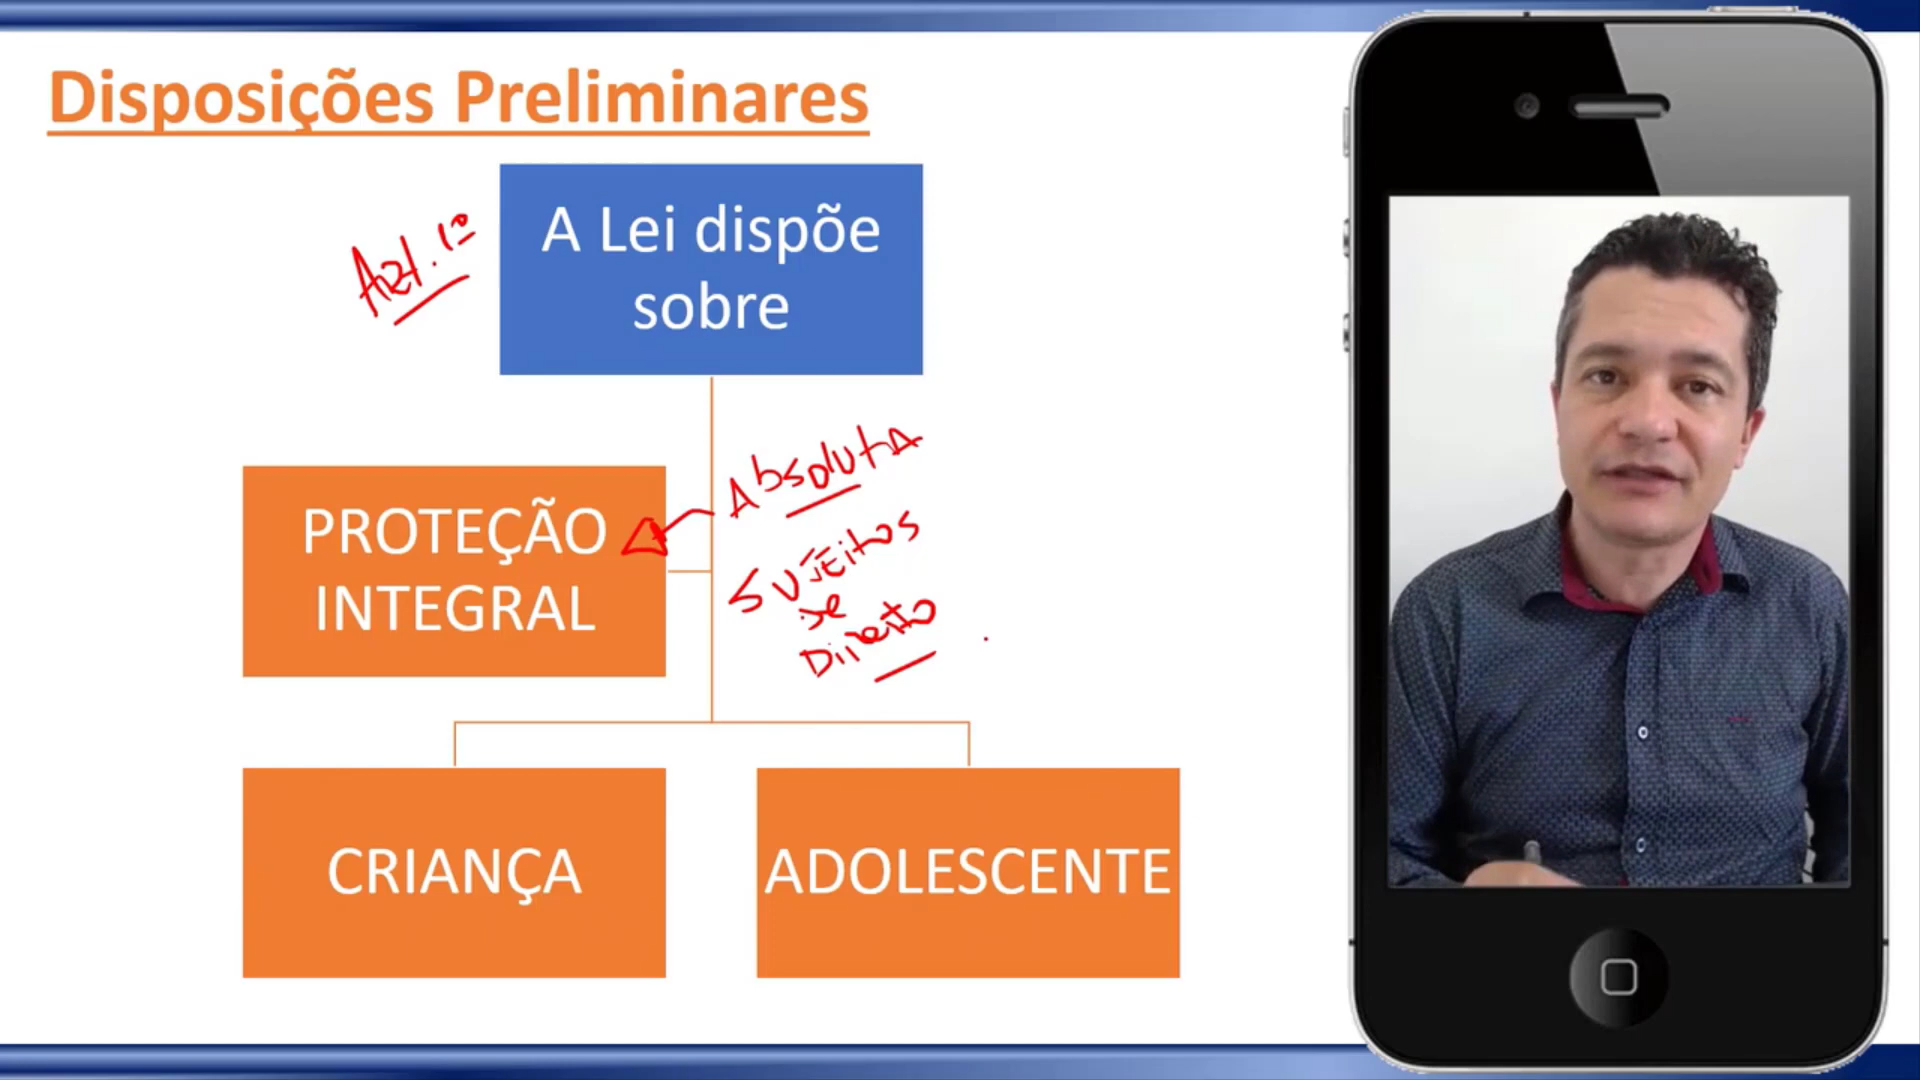 Disposições Preliminares
A Lei dispõe
sobre
Art. 1º
Absoluta
PROTEÇÃO
INTEGRAL
SUJEitos
de
Direito
CRIANÇA
ADOLESCENTE